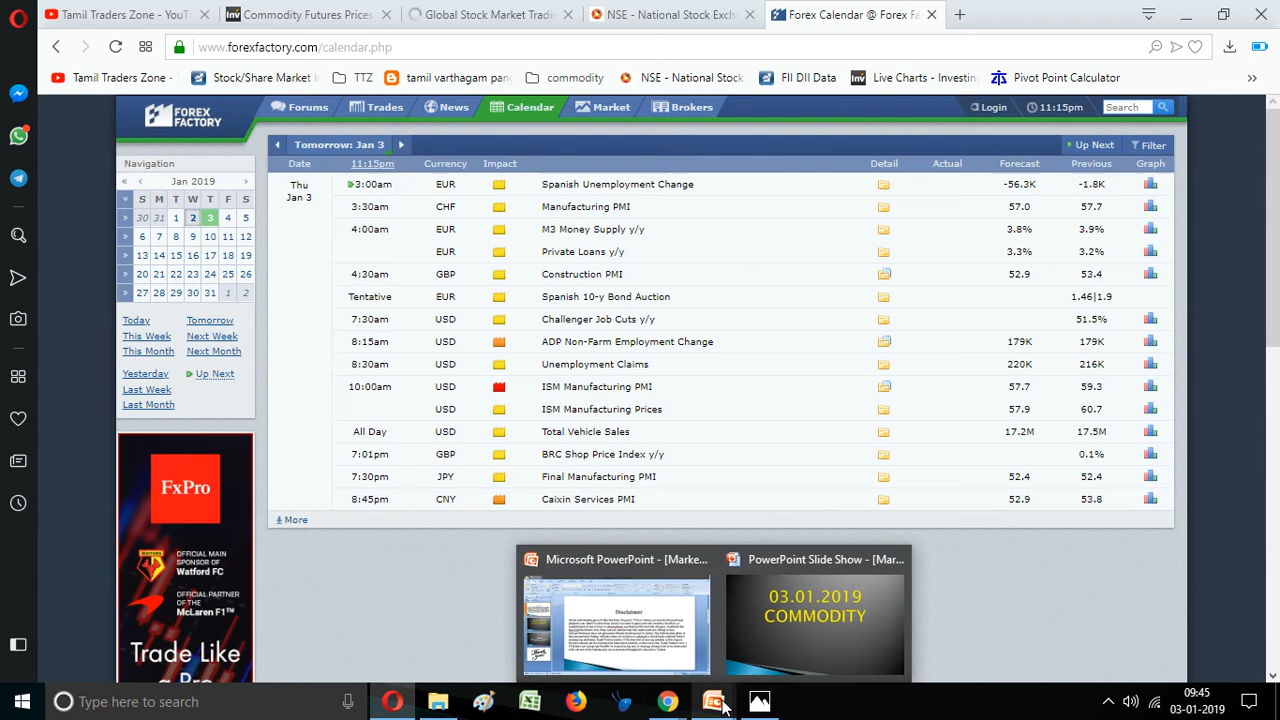 Tamil Traders Zone - YouT
Commodity Futures Prices
Global Stock Market Tradi
NSE - National Stock Exch
Forex Calendar @ Forex Fa
www.forexfactory.com/calendar.php
Tamil Traders Zone -
Stock/Share Market I
TTZ
tamil varthagam pang
commodity
NSE - National Stock
FII DII Data
Live Charts - Investin
Pivot Point Calculator
FOREX FACTORY
Forums
Trades
News
Calendar
Market
Brokers
Login
11:15pm
Search
Navigation
Jan 2019
S M T W T F S
30 31 1 2 3 4 5
6 7 8 9 10 11 12
13 14 15 16 17 18 19
20 21 22 23 24 25 26
27 28 29 30 31 1 2
Today Tomorrow
This Week Next Week
This Month Next Month
Yesterday Up Next
Last Week
Last Month
Tomorrow: Jan 3
Up Next Filter
Date 11:15pm Currency Impact Detail Actual Forecast Previous Graph
Thu Jan 3 3:00am EUR Spanish Unemployment Change -56.3K -1.8K
3:30am CHF Manufacturing PMI 57.0 57.7
4:00am EUR M3 Money Supply y/y 3.8% 3.9%
EUR Private Loans y/y 3.3% 3.2%
4:30am GBP Construction PMI 52.9 53.4
Tentative EUR Spanish 10-y Bond Auction 1.46|1.9
7:30am USD Challenger Job Cuts y/y 51.5%
8:15am USD ADP Non-Farm Employment Change 179K 179K
8:30am USD Unemployment Claims 220K 216K
10:00am USD ISM Manufacturing PMI 57.7 59.3
USD ISM Manufacturing Prices 57.9 60.7
All Day USD Total Vehicle Sales 17.2M 17.5M
7:01pm GBP BRC Shop Price Index y/y 0.1%
7:30pm JPY Final Manufacturing PMI 52.4 52.4
8:45pm CNY Caixin Services PMI 52.9 53.8
More
FxPro
OFFICIAL MAIN
SPONSOR OF
WATFORD FC
OFFICIAL PARTNER
OF THE
McLAREN F1™
Trade Like
a Pro
Microsoft PowerPoint - [Marke...
PowerPoint Slide Show - [Mar...
Disclaimer
03.01.2019
COMMODITY
Type here to search
09:45
03-01-2019